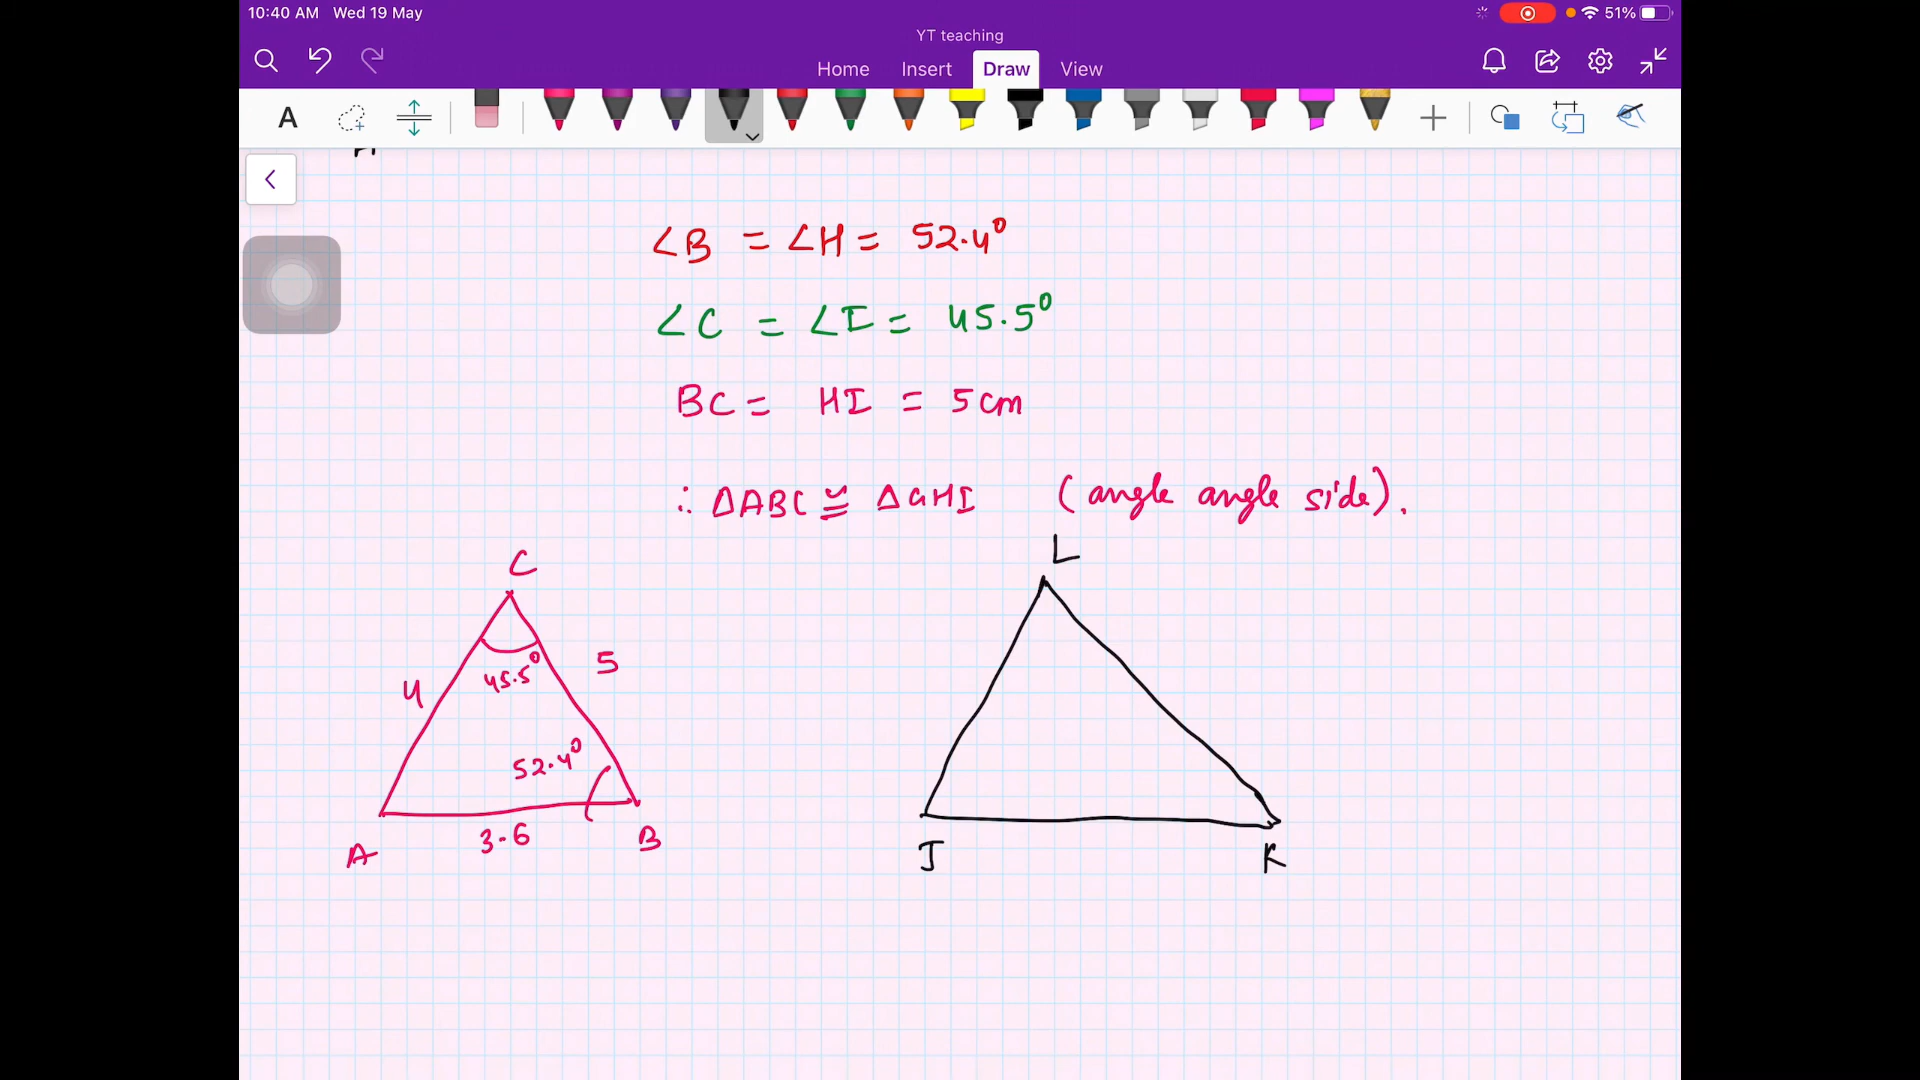 10:40 AM Wed 19 May
51%
YT teaching
Home Insert Draw View
A
∠B = ∠H = 52.4°
∠C = ∠I = 45.5°
BC = HI = 5cm
∴ ΔABC ≅ ΔGHI (angle angle side).
C
L
45.5°
5
4
52.4°
3.6
A
B
J
K